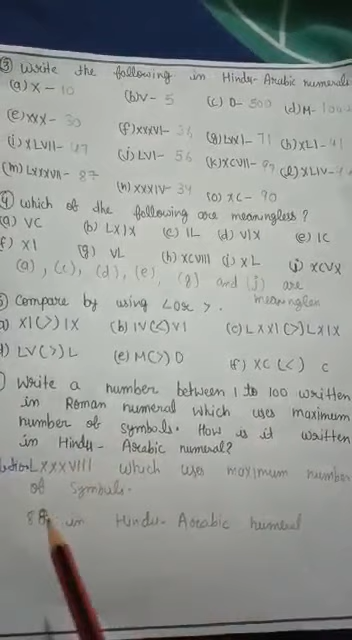 ③ Write the following in Hindu-Arabic numerals
(a) X - 10 (b) V - 5 (c) D - 500 (d) M - 1000
(e) XXX - 30 (f) XXXVI - 36 (g) LXXI - 71 (h) XLI - 41
(i) XLVII - 47 (j) LVI - 56 (k) XCVII - 97 (l) XLIV -
(m) LXXXVII - 87 (n) XXXIV - 34 (o) XC - 90
④ which of the following are meaningless?
(a) VC (b) LXIX (c) IL (d) VIX (e) IC
f) XI (g) VL (h) XCVIII (i) XL (j) XCVX
(a), (c), (d), (e), (g) and (j) are meaningless
Compare by using < or >.
a) XI (>) IX (b) IV (<) VI (c) LXXI (>) LXIX
d) LV (>) L (e) M (>) D (f) XC (<) C
Write a number between 1 to 100 written
in Roman numeral which uses maximum
number of symbols. How is it written
in Hindu-Arabic numeral?
LXXXVIII which uses maximum number
of symbols.
88 in Hindu-Arabic numeral